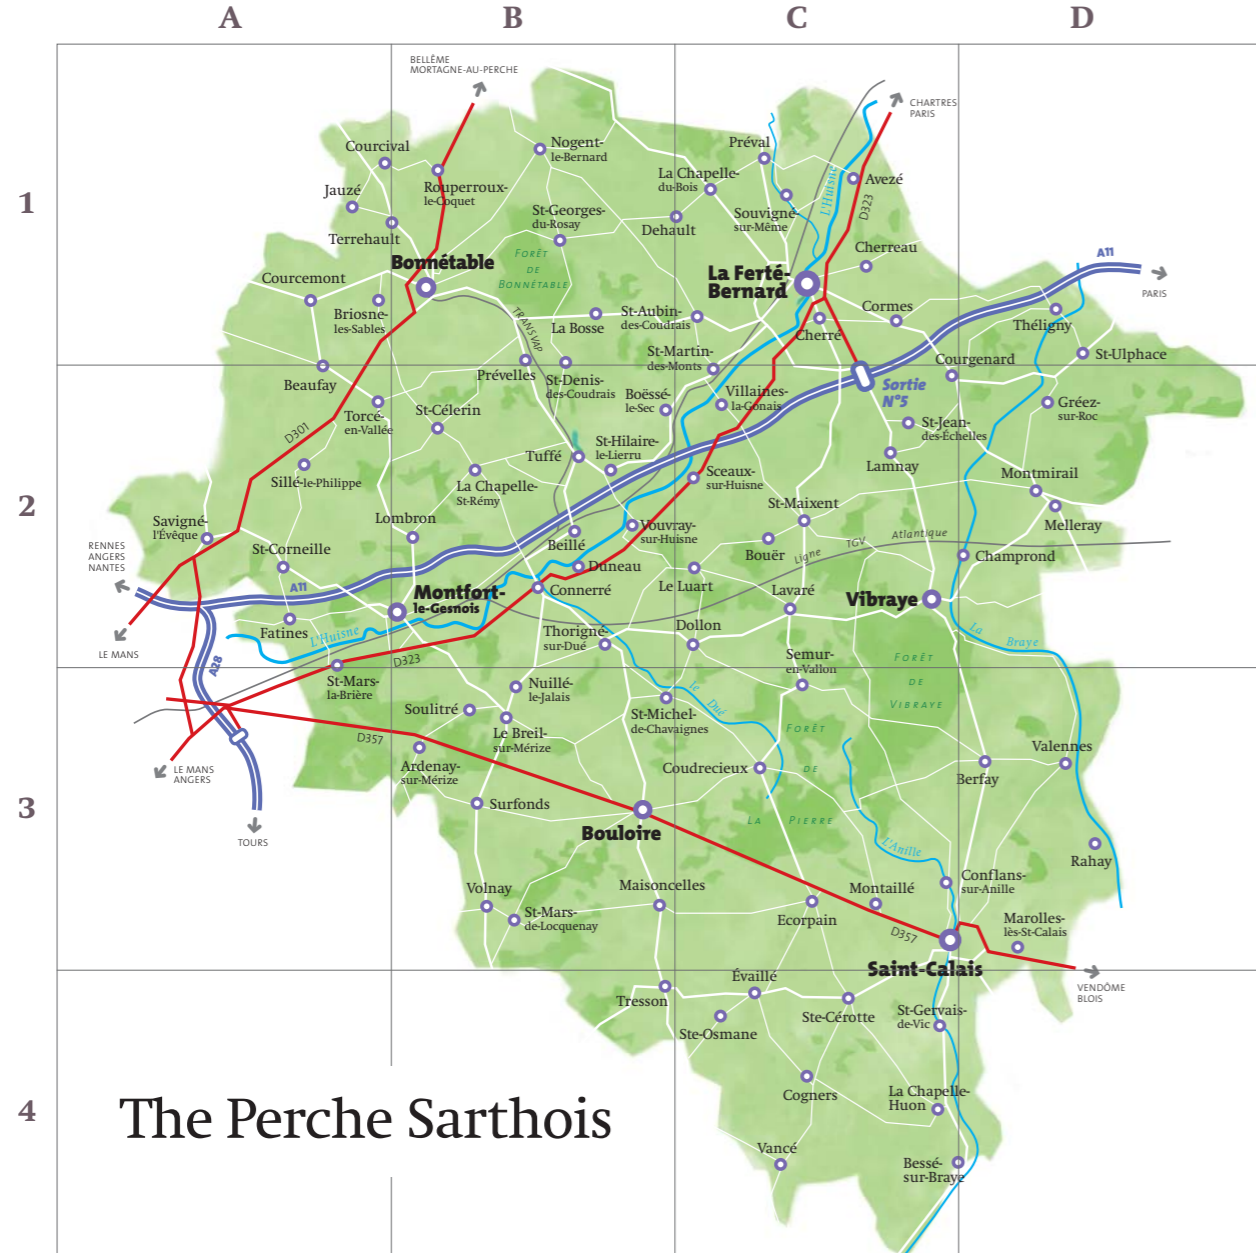 A
B
C
D
1
2
3
4
BELLÊME
MORTAGNE-AU-PERCHE
CHARTRES
PARIS
Courcival
Nogent-
le-Bernard
Préval
La Chapelle-
du-Bois
Avezé
Jauzé
Rouperroux-
le-Coquet
L'Huisne
D323
St-Georges-
du-Rosay
Souvigné-
sur-Même
Dehault
Terrehault
Cherreau
Bonnétable
FORÊT
DE
BONNÉTABLE
La Ferté-
Bernard
A11
PARIS
Courcemont
Briosne-
les-Sables
TRANSVAP
La Bosse
St-Aubin-
des-Coudrais
Cormes
Cherré
Théligny
St-Martin-
des-Monts
Courgenard
St-Ulphace
Beaufay
Prévelles
St-Denis-
des-Coudrais
Sortie
N°5
Boëssé-
le-Sec
Villaines-
la-Gonais
Gréez-
sur-Roc
Torcé-
en-Vallée
St-Célerin
D301
St-Jean-
des-Échelles
St-Hilaire-
le-Lierru
Tuffé
Lamnay
Sillé-le-Philippe
La Chapelle-
St-Rémy
Sceaux-
sur-Huisne
Montmirail
St-Maixent
Melleray
Savigné-
l'Évêque
Lombron
Vouvray-
sur-Huisne
RENNES
ANGERS
NANTES
St-Corneille
Beillé
Bouër
Ligne
TGV
Atlantique
Champrond
Duneau
A11
Montfort-
le-Gesnois
Connerré
Le Luart
Lavaré
Vibraye
Fatines
L'Huisne
Thorigné-
sur-Dué
Dollon
La
Braye
LE MANS
A28
D323
Semur-
en-Vallon
FORÊT
DE
VIBRAYE
St-Mars-
la-Brière
Nuillé-
le-Jalais
le
Dué
Soulitré
St-Michel-
de-Chavaignes
Le Breil-
sur-Mérize
D357
FORÊT
DE
LA
PIERRE
Valennes
LE MANS
ANGERS
Ardenay-
sur-Mérize
Coudrecieux
Berfay
Surfonds
Bouloire
TOURS
L'Anille
Rahay
Volnay
Maisoncelles
Montaillé
Conflans-
sur-Anille
St-Mars-
de-Locquenay
Ecorpain
Marolles-
lès-St-Calais
D357
Saint-Calais
VENDÔME
BLOIS
Évaillé
Tresson
Ste-Osmane
Ste-Cérotte
St-Gervais-
de-Vic
Cogners
La Chapelle-
Huon
The Perche Sarthois
Vancé
Bessé-
sur-Braye